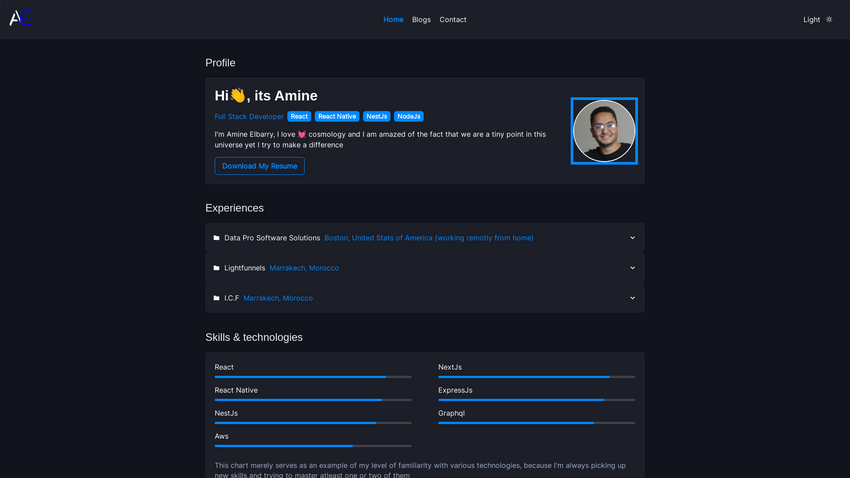 AE
Home Blogs Contact
Light
Profile
Hi👋, its Amine
Full Stack Developer React React Native NestJs NodeJs
I'm Amine Elbarry, I love 💓 cosmology and I am amazed of the fact that we are a tiny point in this
universe yet I try to make a difference
Download My Resume
Experiences
Data Pro Software Solutions Boston, United Stats of America (working remotly from home)
Lightfunnels Marrakech, Morocco
I.C.F Marrakech, Morocco
Skills & technologies
React
NextJs
React Native
ExpressJs
NestJs
Graphql
Aws
This chart merely serves as an example of my level of familiarity with various technologies, because I'm always picking up
new skills and trying to master atleast one or two of them